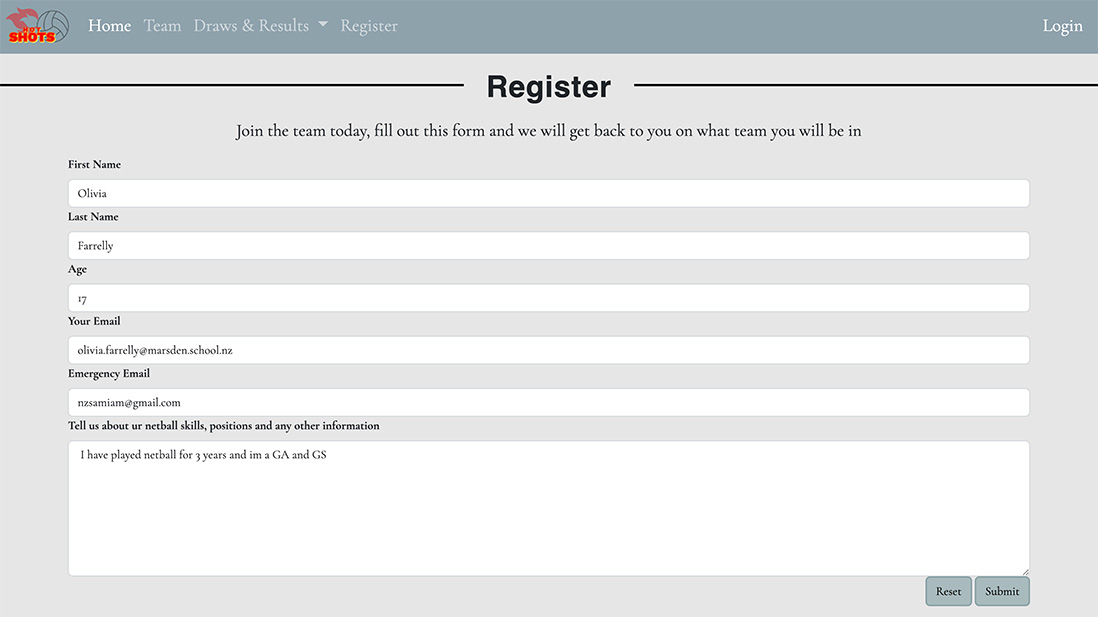 HOT
SHOTS
Home Team Draws & Results Register Login
Register
Join the team today, fill out this form and we will get back to you on what team you will be in
First Name
Olivia
Last Name
Farrelly
Age
17
Your Email
olivia.farrelly@marsden.school.nz
Emergency Email
nzsamiam@gmail.com
Tell us about ur netball skills, positions and any other information
I have played netball for 3 years and im a GA and GS
Reset Submit